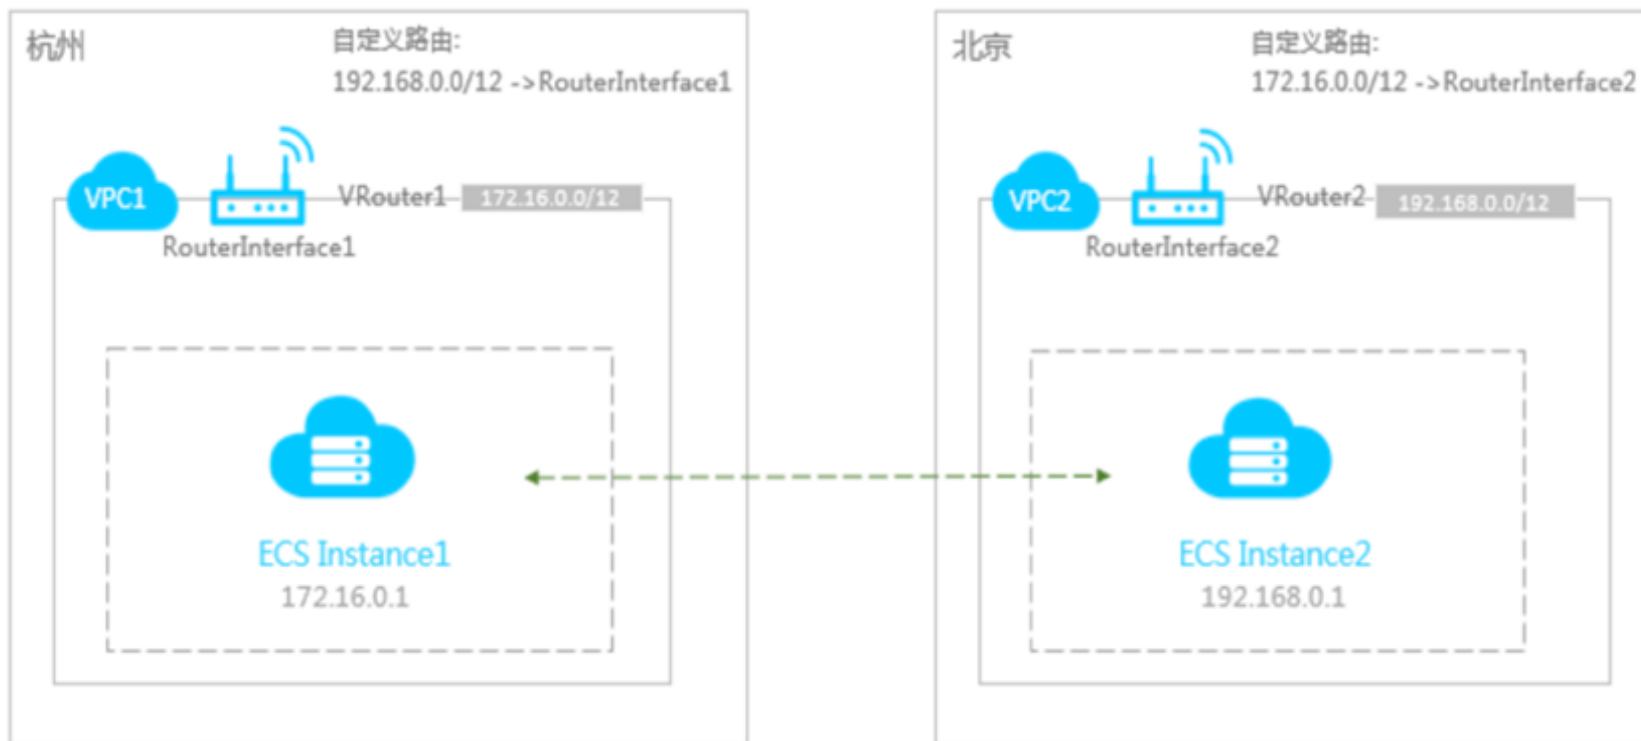 杭州
自定义路由:
192.168.0.0/12 ->RouterInterface1
VPC1
VRouter1
172.16.0.0/12
RouterInterface1
ECS Instance1
172.16.0.1
北京
自定义路由:
172.16.0.0/12 ->RouterInterface2
VPC2
VRouter2
192.168.0.0/12
RouterInterface2
ECS Instance2
192.168.0.1